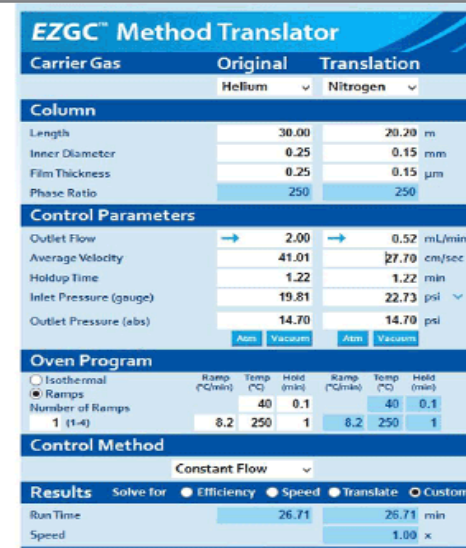 EZGC™ Method Translator
Carrier Gas Original Translation
Helium Nitrogen
Column
Length 30.00 20.20 m
Inner Diameter 0.25 0.15 mm
Film Thickness 0.25 0.15 µm
Phase Ratio 250 250
Control Parameters
Outlet Flow → 2.00 → 0.52 mL/min
Average Velocity 41.01 27.70 cm/sec
Holdup Time 1.22 1.22 min
Inlet Pressure (gauge) 19.81 22.73 psi
Outlet Pressure (abs) 14.70 14.70 psi
Atm Vacuum Atm Vacuum
Oven Program
Isothermal Ramp (°C/min) Temp (°C) Hold (min) Ramp (°C/min) Temp (°C) Hold (min)
Ramps
Number of Ramps 40 0.1 40 0.1
1 (1-4) 8.2 250 1 8.2 250 1
Control Method
Constant Flow
Results Solve for Efficiency Speed Translate Custom
Run Time 26.71 26.71 min
Speed 1.00 x